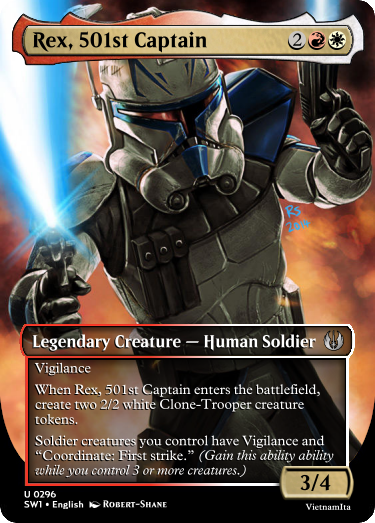 Rex, 501st Captain 2
RS
Legendary Creature — Human Soldier
Vigilance
When Rex, 501st Captain enters the battlefield,
create two 2/2 white Clone-Trooper creature
tokens.
Soldier creatures you control have Vigilance and
“Coordinate: First strike.” (Gain this ability ability
while you control 3 or more creatures.)
3/4
U 0296
SW1 • English ROBERT-SHANE
VietnamIta